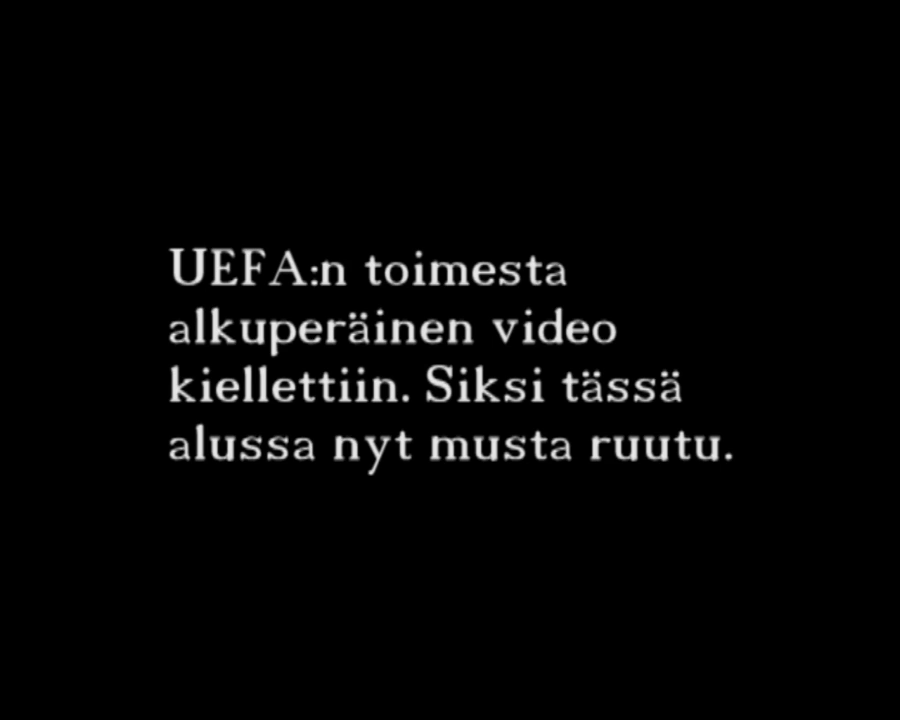 UEFA:n toimesta
alkuperäinen video
kiellettiin. Siksi tässä
alussa nyt musta ruutu.